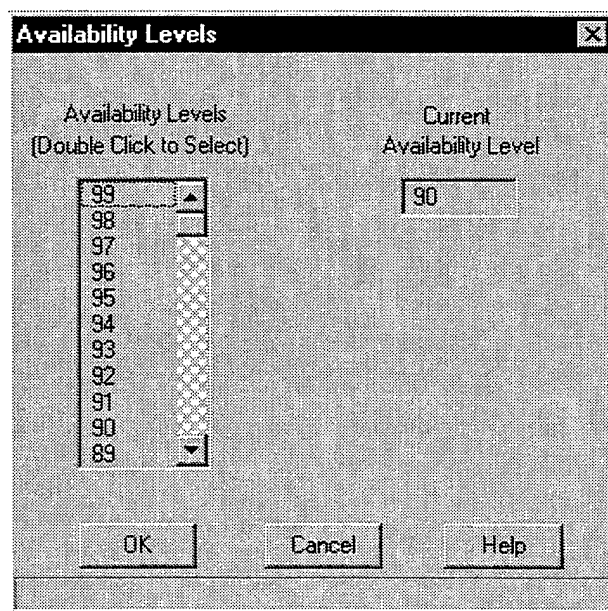 Availability Levels
Availability Levels
(Double Click to Select)
99
98
97
96
95
94
93
92
91
90
89
Current
Availability Level
90
OK
Cancel
Help